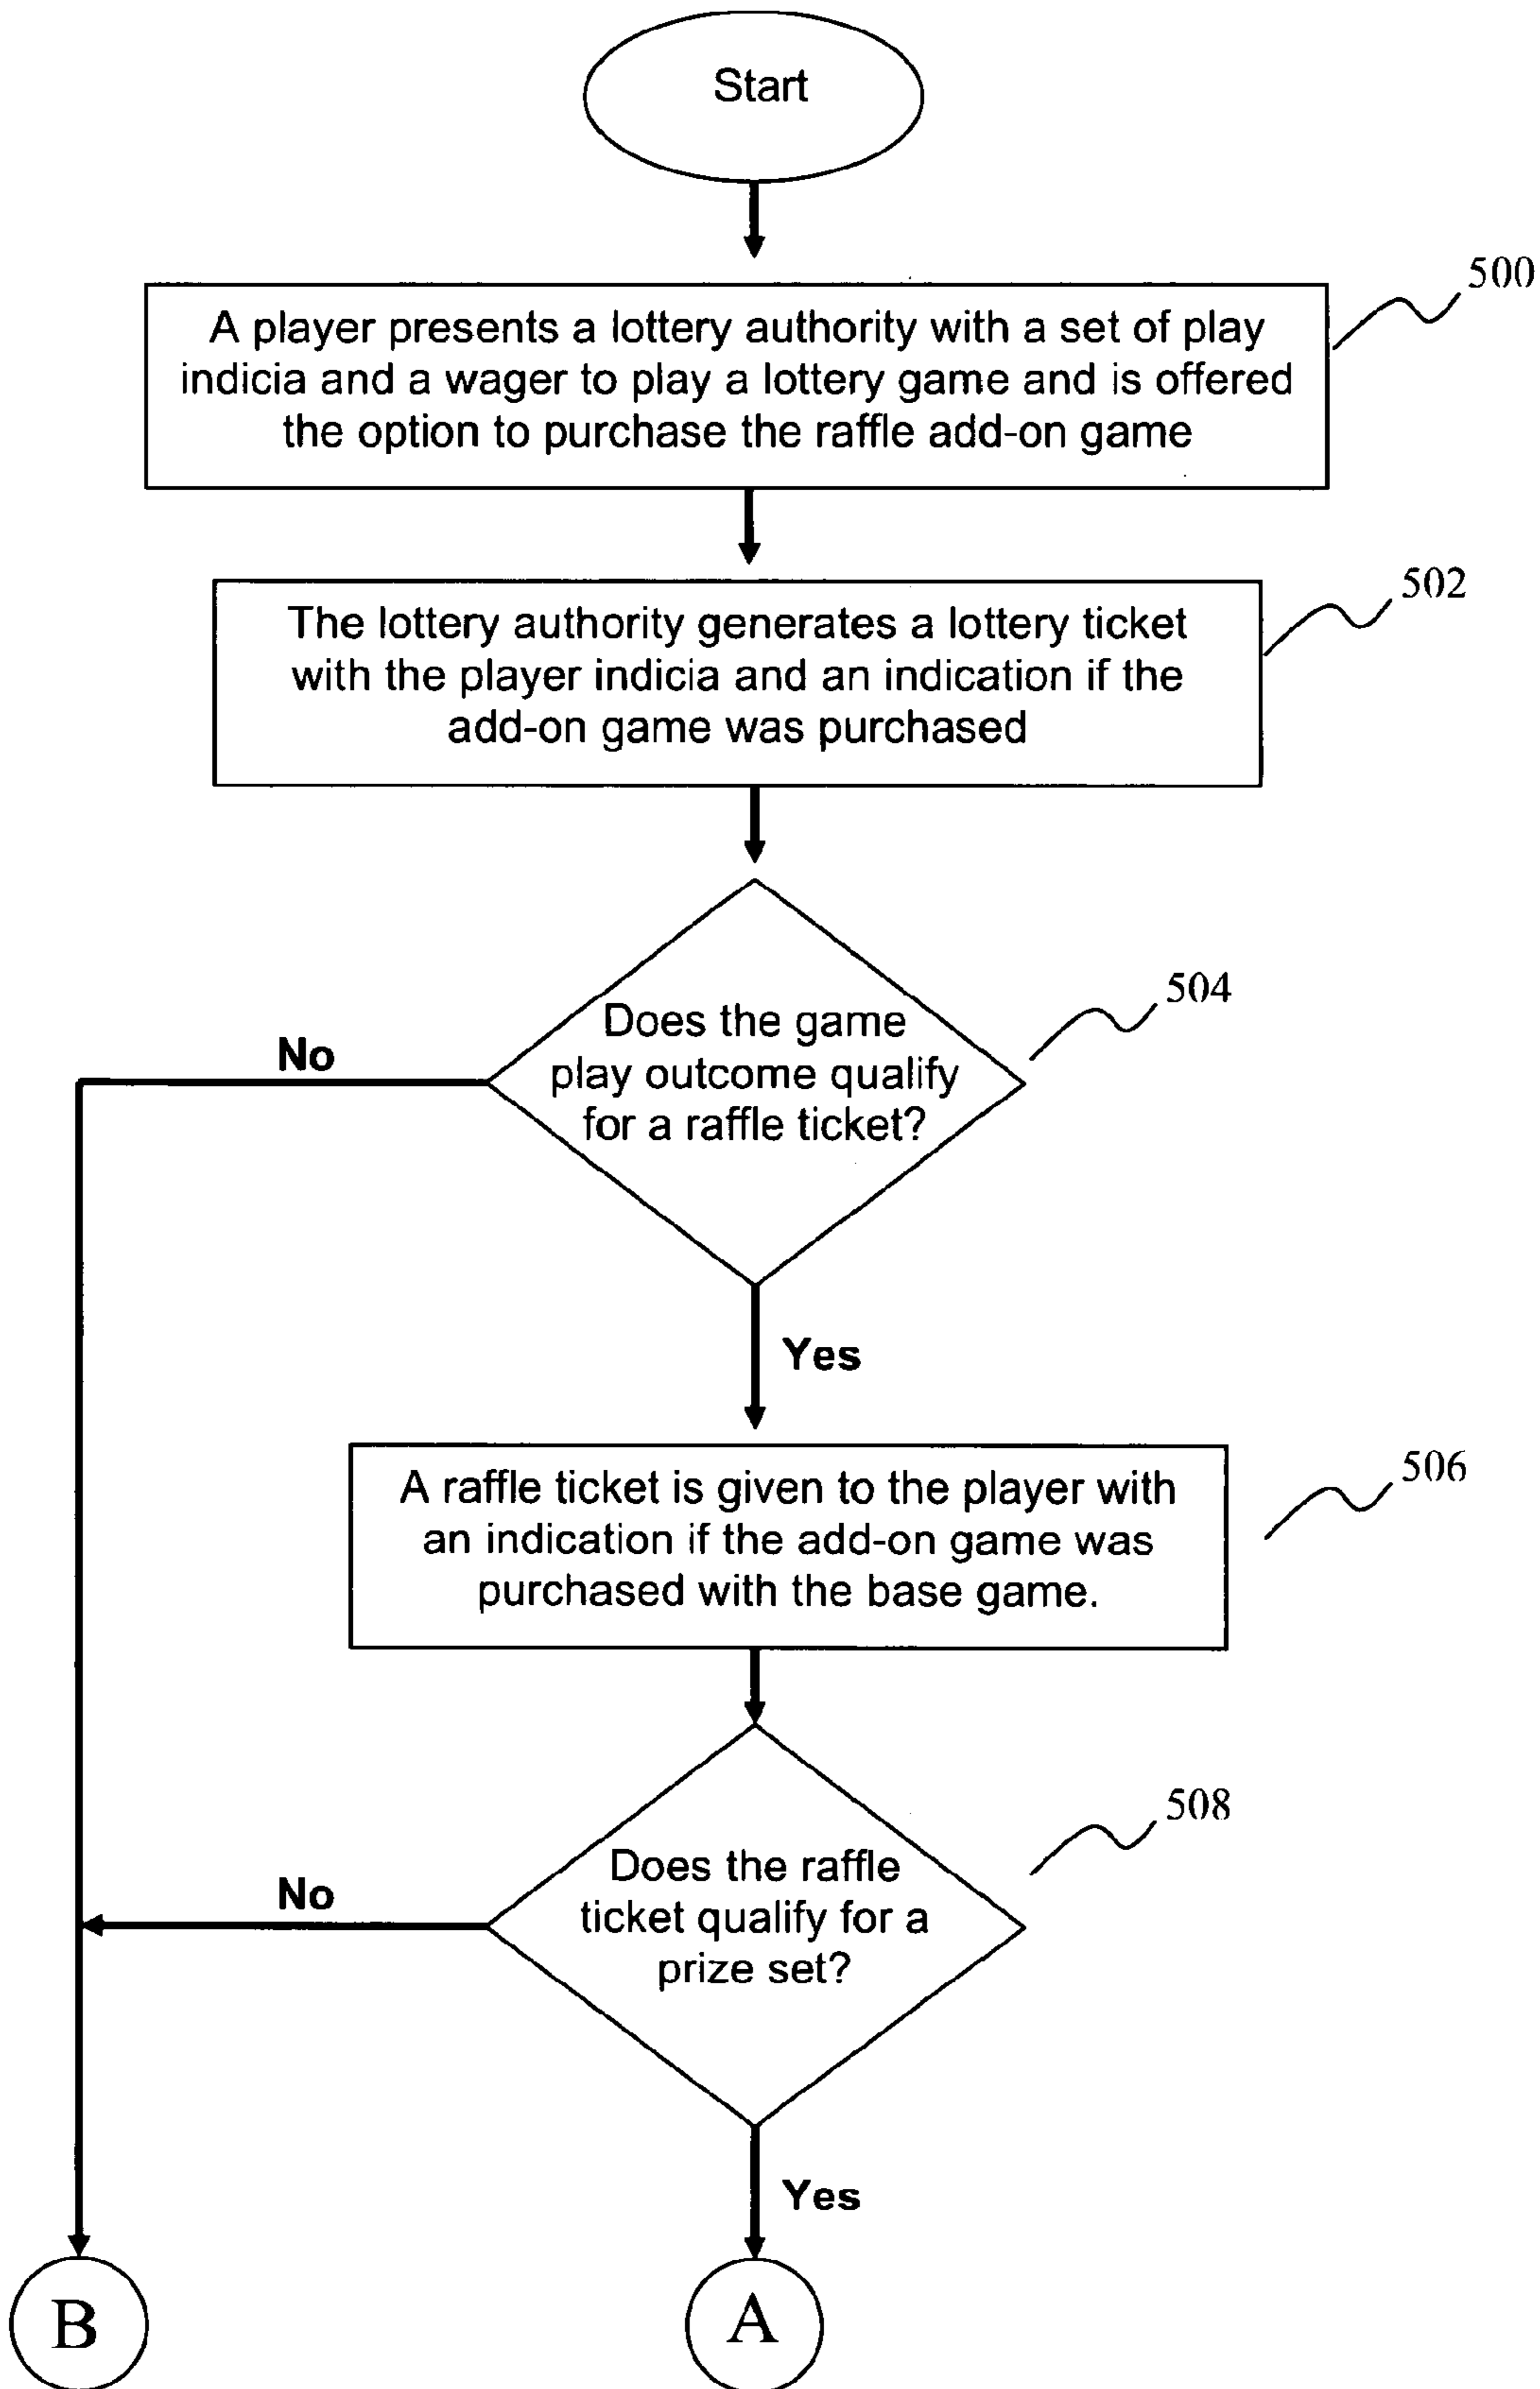 Start
500
A player presents a lottery authority with a set of play
indicia and a wager to play a lottery game and is offered
the option to purchase the raffle add-on game
502
The lottery authority generates a lottery ticket
with the player indicia and an indication if the
add-on game was purchased
504
Does the game
play outcome qualify
for a raffle ticket?
No
Yes
506
A raffle ticket is given to the player with
an indication if the add-on game was
purchased with the base game.
508
Does the raffle
ticket qualify for a
prize set?
No
Yes
B
A